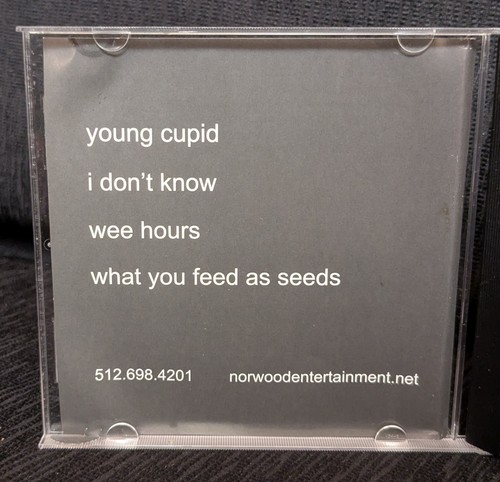 young cupid
i don't know
wee hours
what you feed as seeds
512.698.4201 norwoodentertainment.net